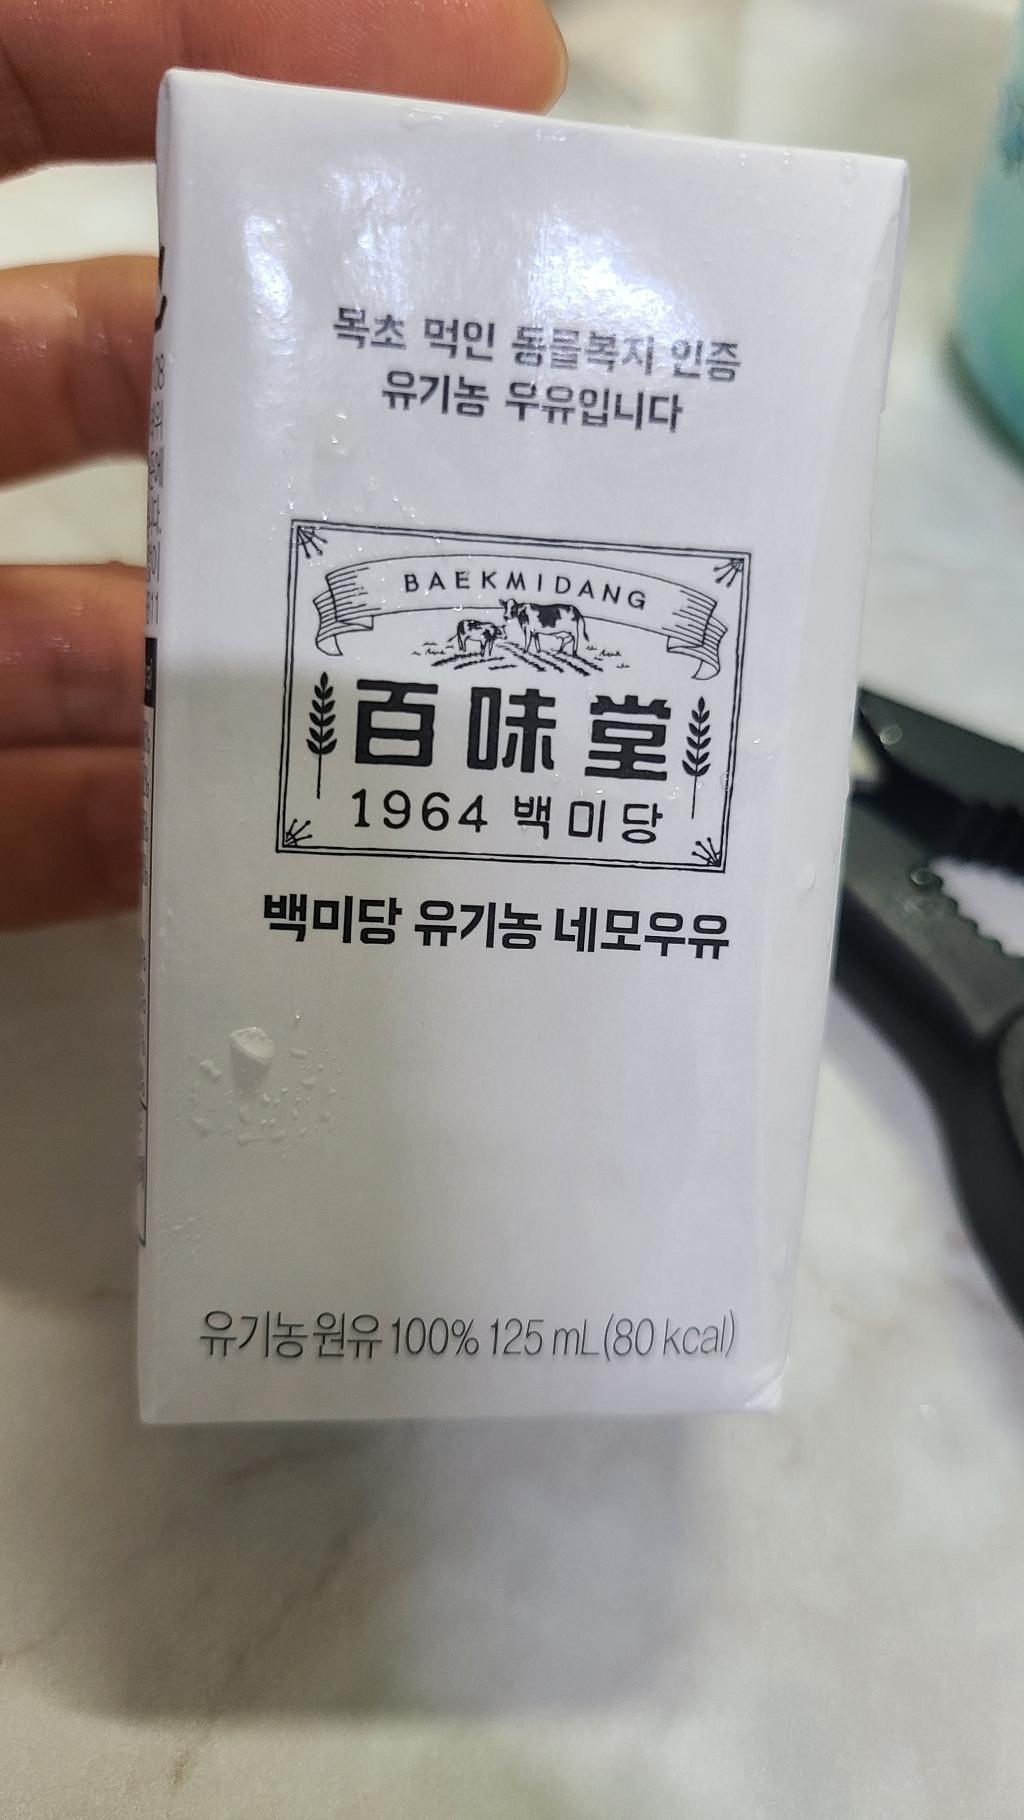 목초 먹인 동물복지 인증
유기농 우유입니다
BAEKMIDANG
百味堂
1964 백미당
백미당 유기농 네모우유
유기농원유 100% 125 mL (80 kcal)